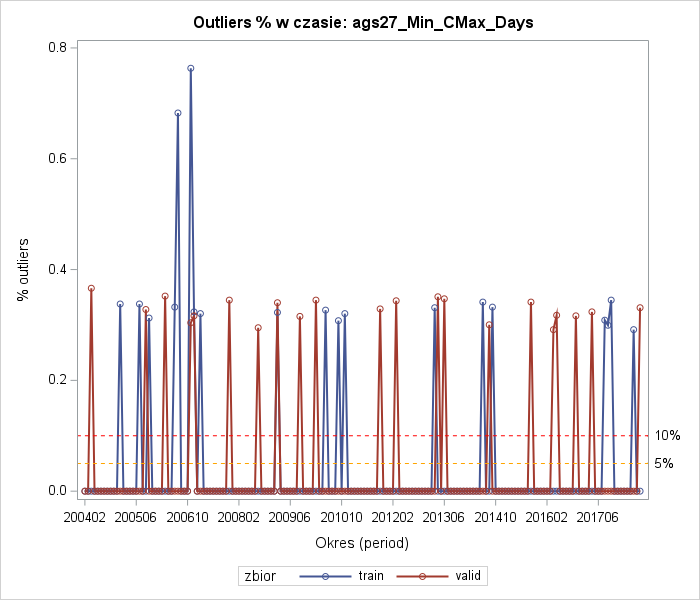 Outliers % w czasie: ags27_Min_CMax_Days
% outliers
0.8
0.6
0.4
0.2
0.0
10%
5%
200402 200506 200610 200802 200906 201010 201202 201306 201410 201602 201706
Okres (period)
zbior train valid